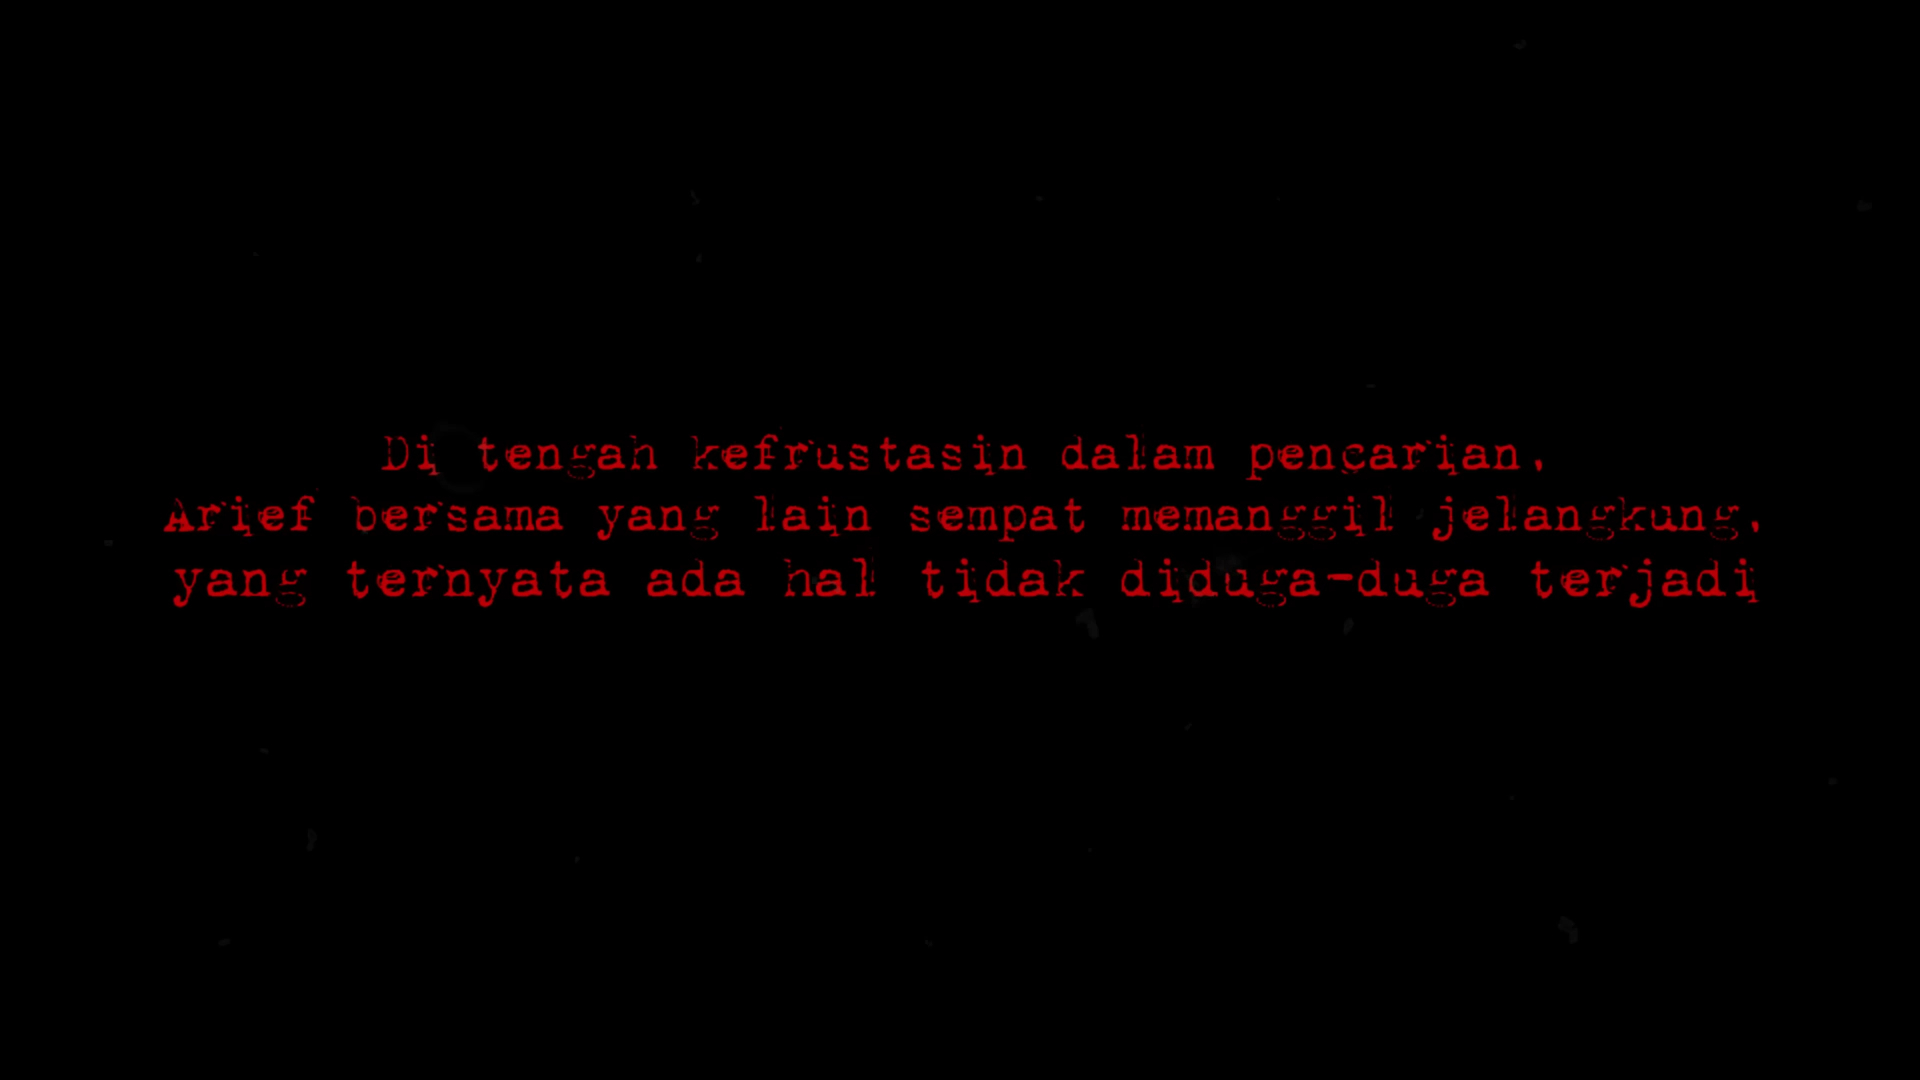 Di tengah kefrustasin dalam pencarian,
Arief bersama yang lain sempat memanggil jelangkung,
yang ternyata ada hal tidak diduga-duga terjadi